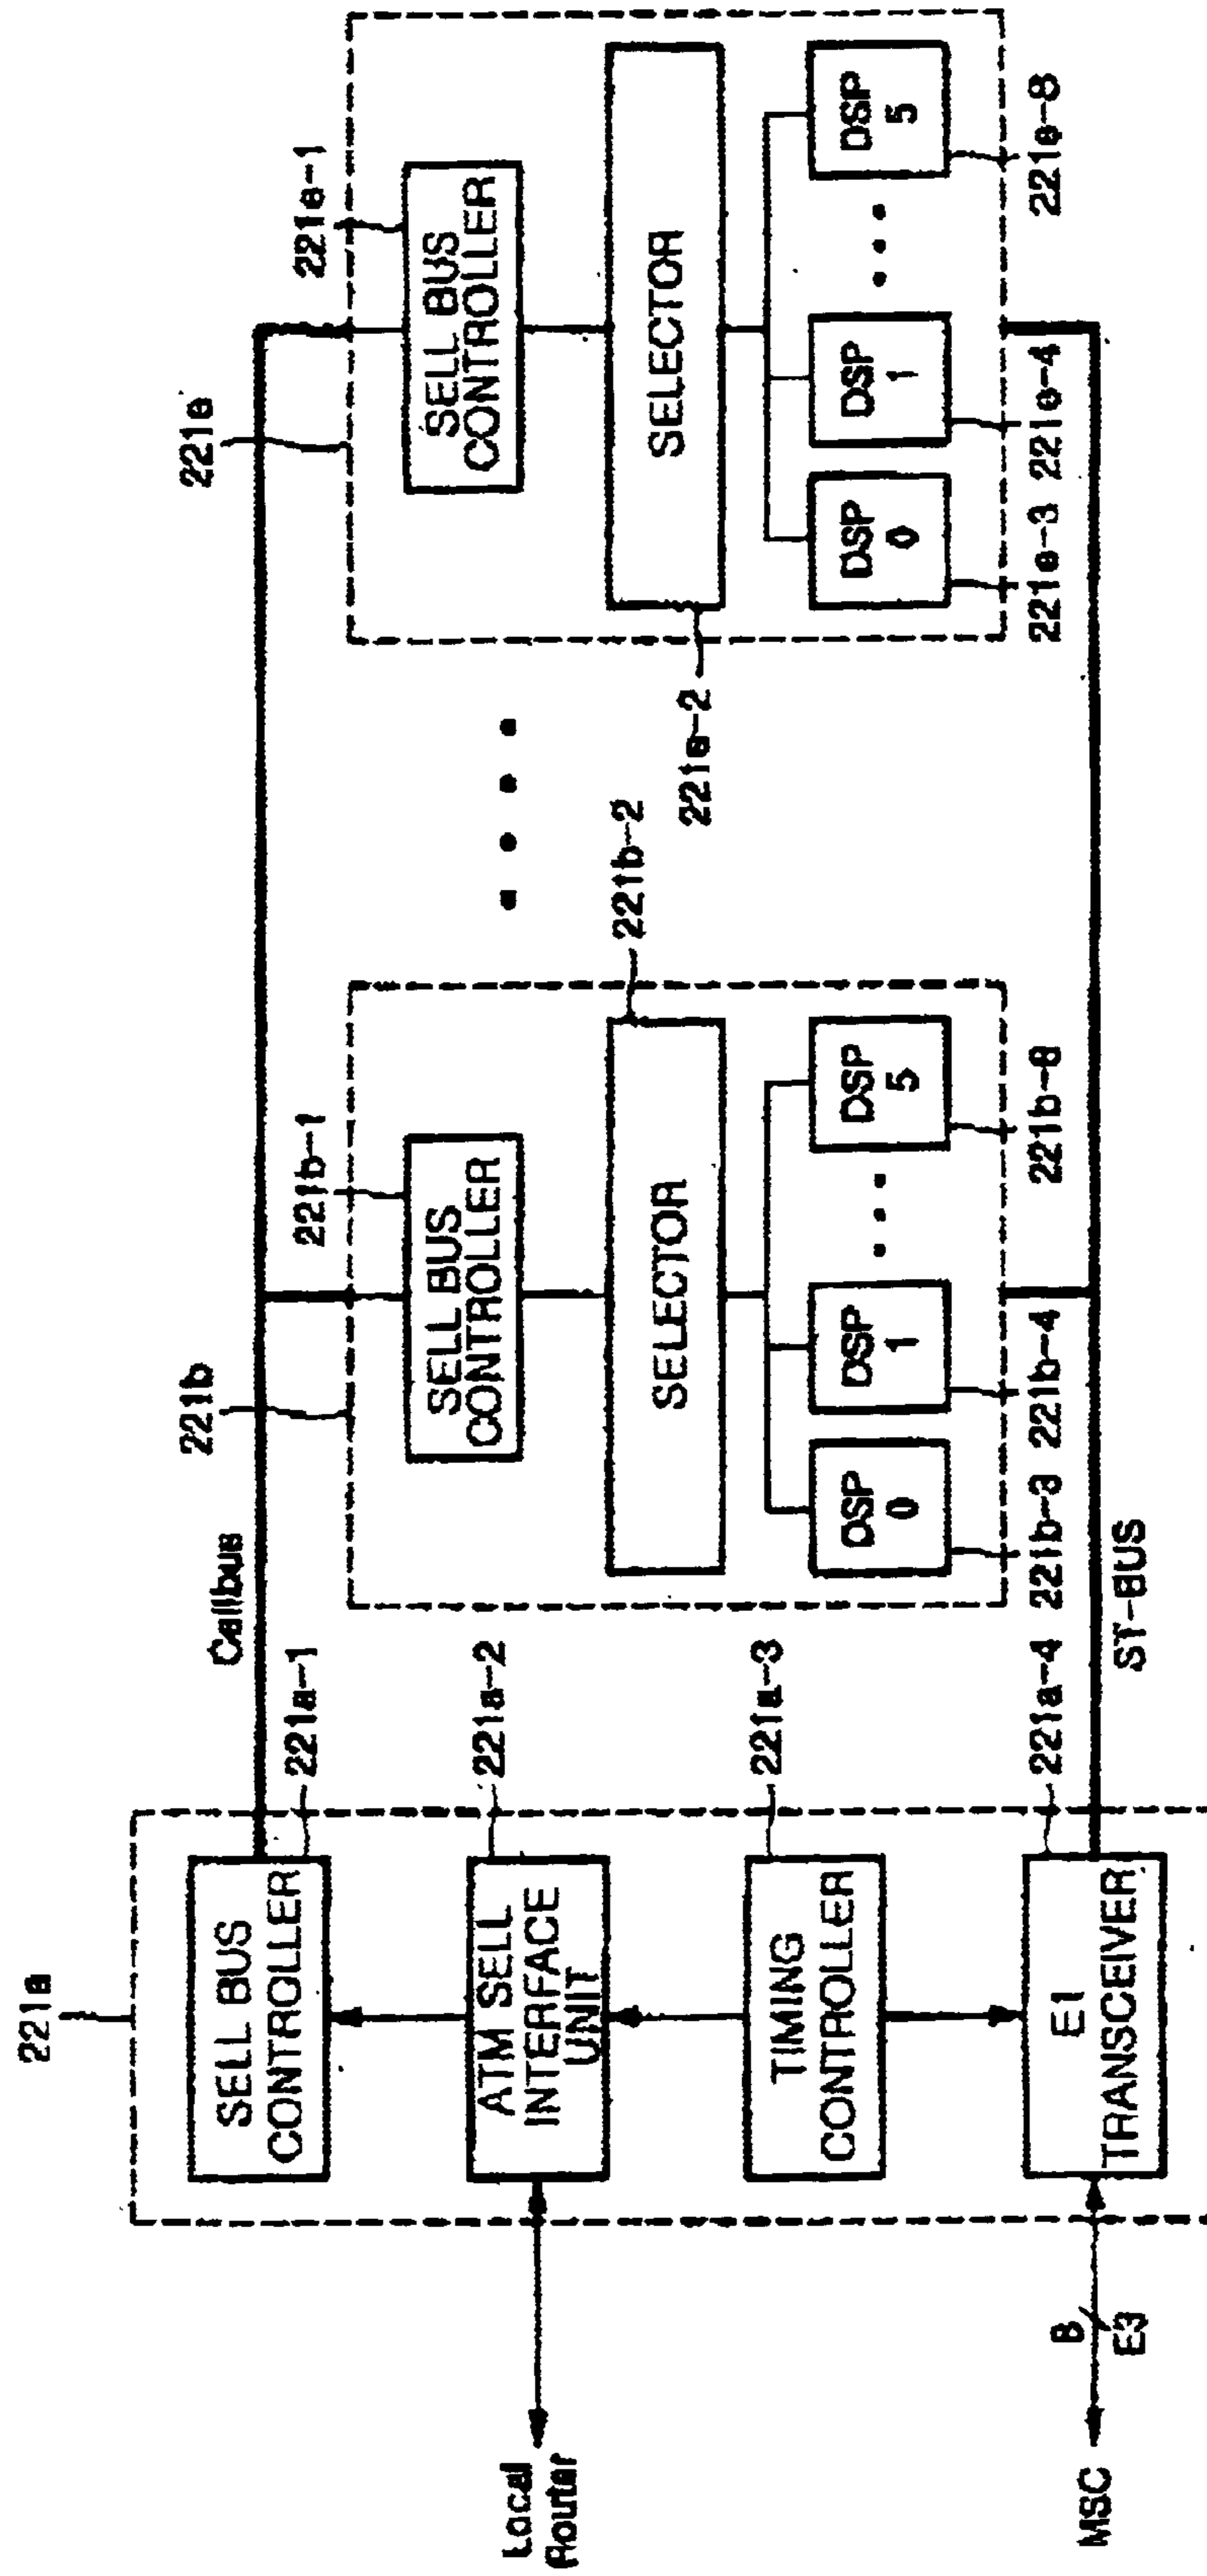 221a
SELL BUS
CONTROLLER
221a-1
ATM SELL
INTERFACE
UNIT
221a-2
TIMING
CONTROLLER
221a-3
E1
TRANSCEIVER
221a-4
Local
Router
MSC
8
E3
Cellbus
ST-BUS
221b
221b-1
SELL BUS
CONTROLLER
SELECTOR
221b-2
DSP
0
DSP
1
DSP
5
221b-3
221b-4
221b-8
221e
221e-1
SELL BUS
CONTROLLER
SELECTOR
221e-2
DSP
0
DSP
1
DSP
5
221e-3
221e-4
221e-8